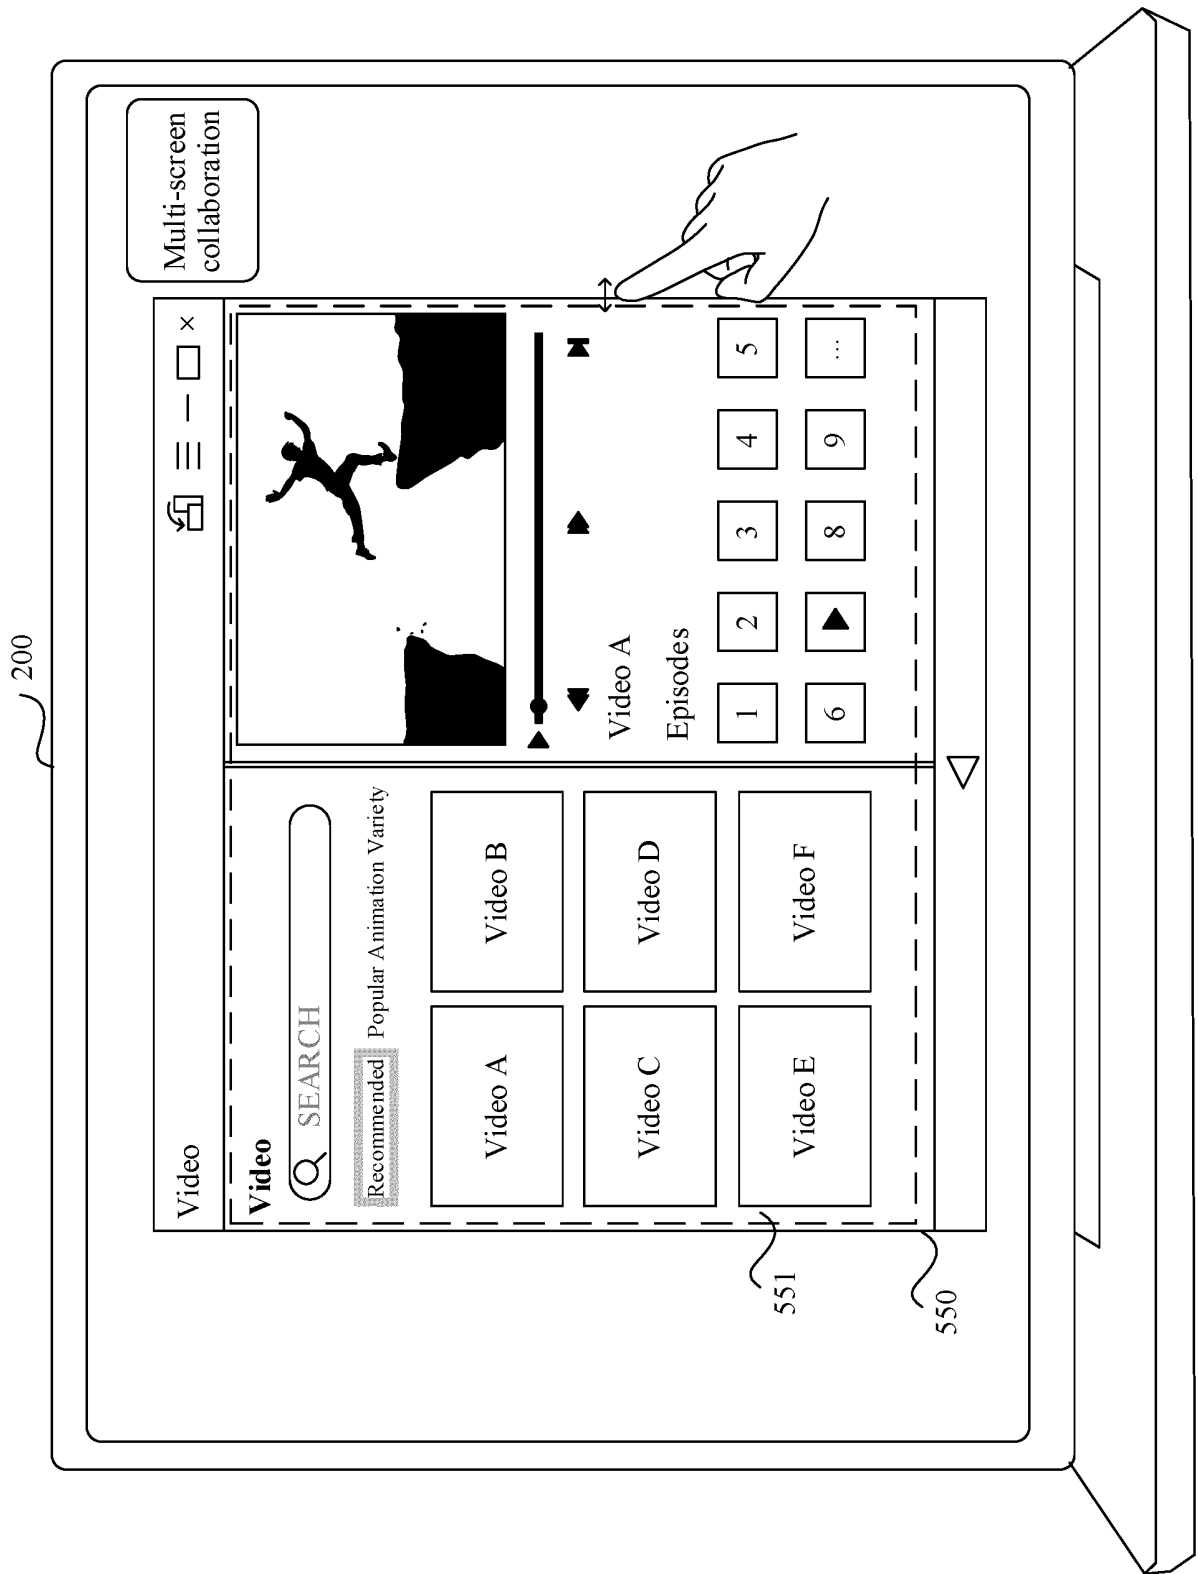 200
Multi-screen
collaboration
Video
×
Video
SEARCH
Recommended Popular Animation Variety
Video A Video B
Video C Video D
Video E Video F
Video A
Episodes
1 2 3 4 5
6 8 9 ...
551
550